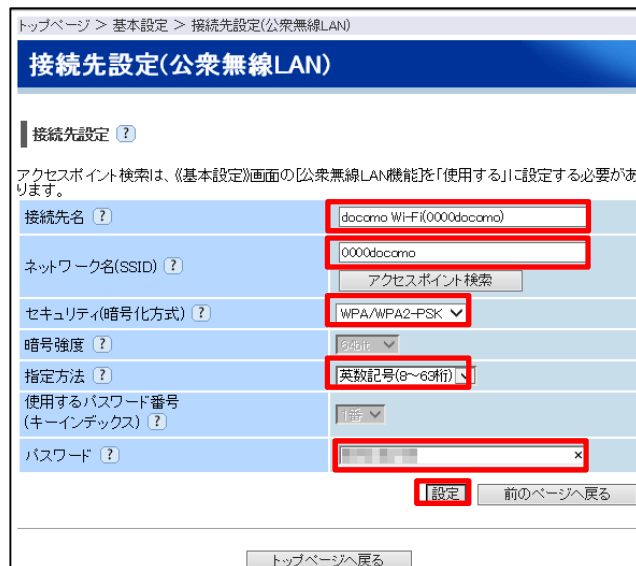 トップページ > 基本設定 > 接続先設定(公衆無線LAN)
接続先設定(公衆無線LAN)
接続先設定 ?
アクセスポイント検索は、《基本設定》画面の[公衆無線LAN機能]を「使用する」に設定する必要があ
ります。
接続先名 ? docomo Wi-Fi(0000docomo)
ネットワーク名(SSID) ? 0000docomo
アクセスポイント検索
セキュリティ(暗号化方式) ? WPA/WPA2-PSK
暗号強度 ? 64bit
指定方法 ? 英数記号(8~63桁)
使用するパスワード番号
(キーインデックス) ? 1番
パスワード ? ×
設定 前のページへ戻る
トップページへ戻る